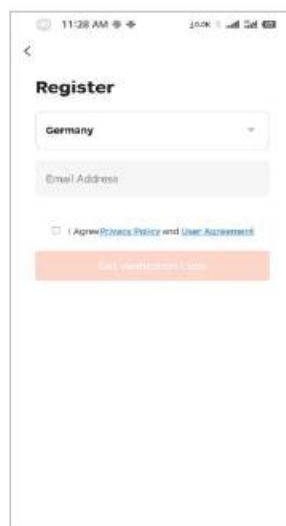 11:28 AM
Register
Germany
Email Address
I Agree Privacy Policy and User Agreement
Get Verification Code